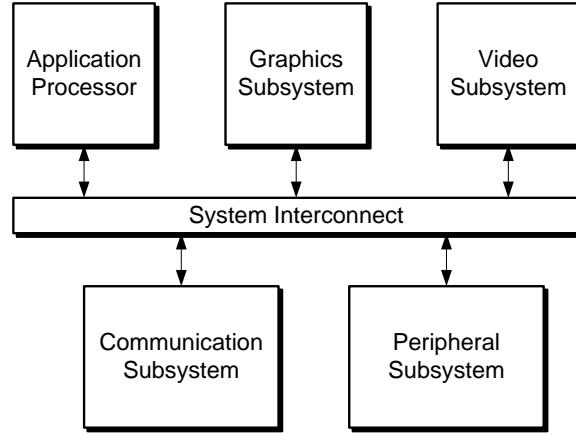 Application
Processor
Graphics
Subsystem
Video
Subsystem
System Interconnect
Communication
Subsystem
Peripheral
Subsystem